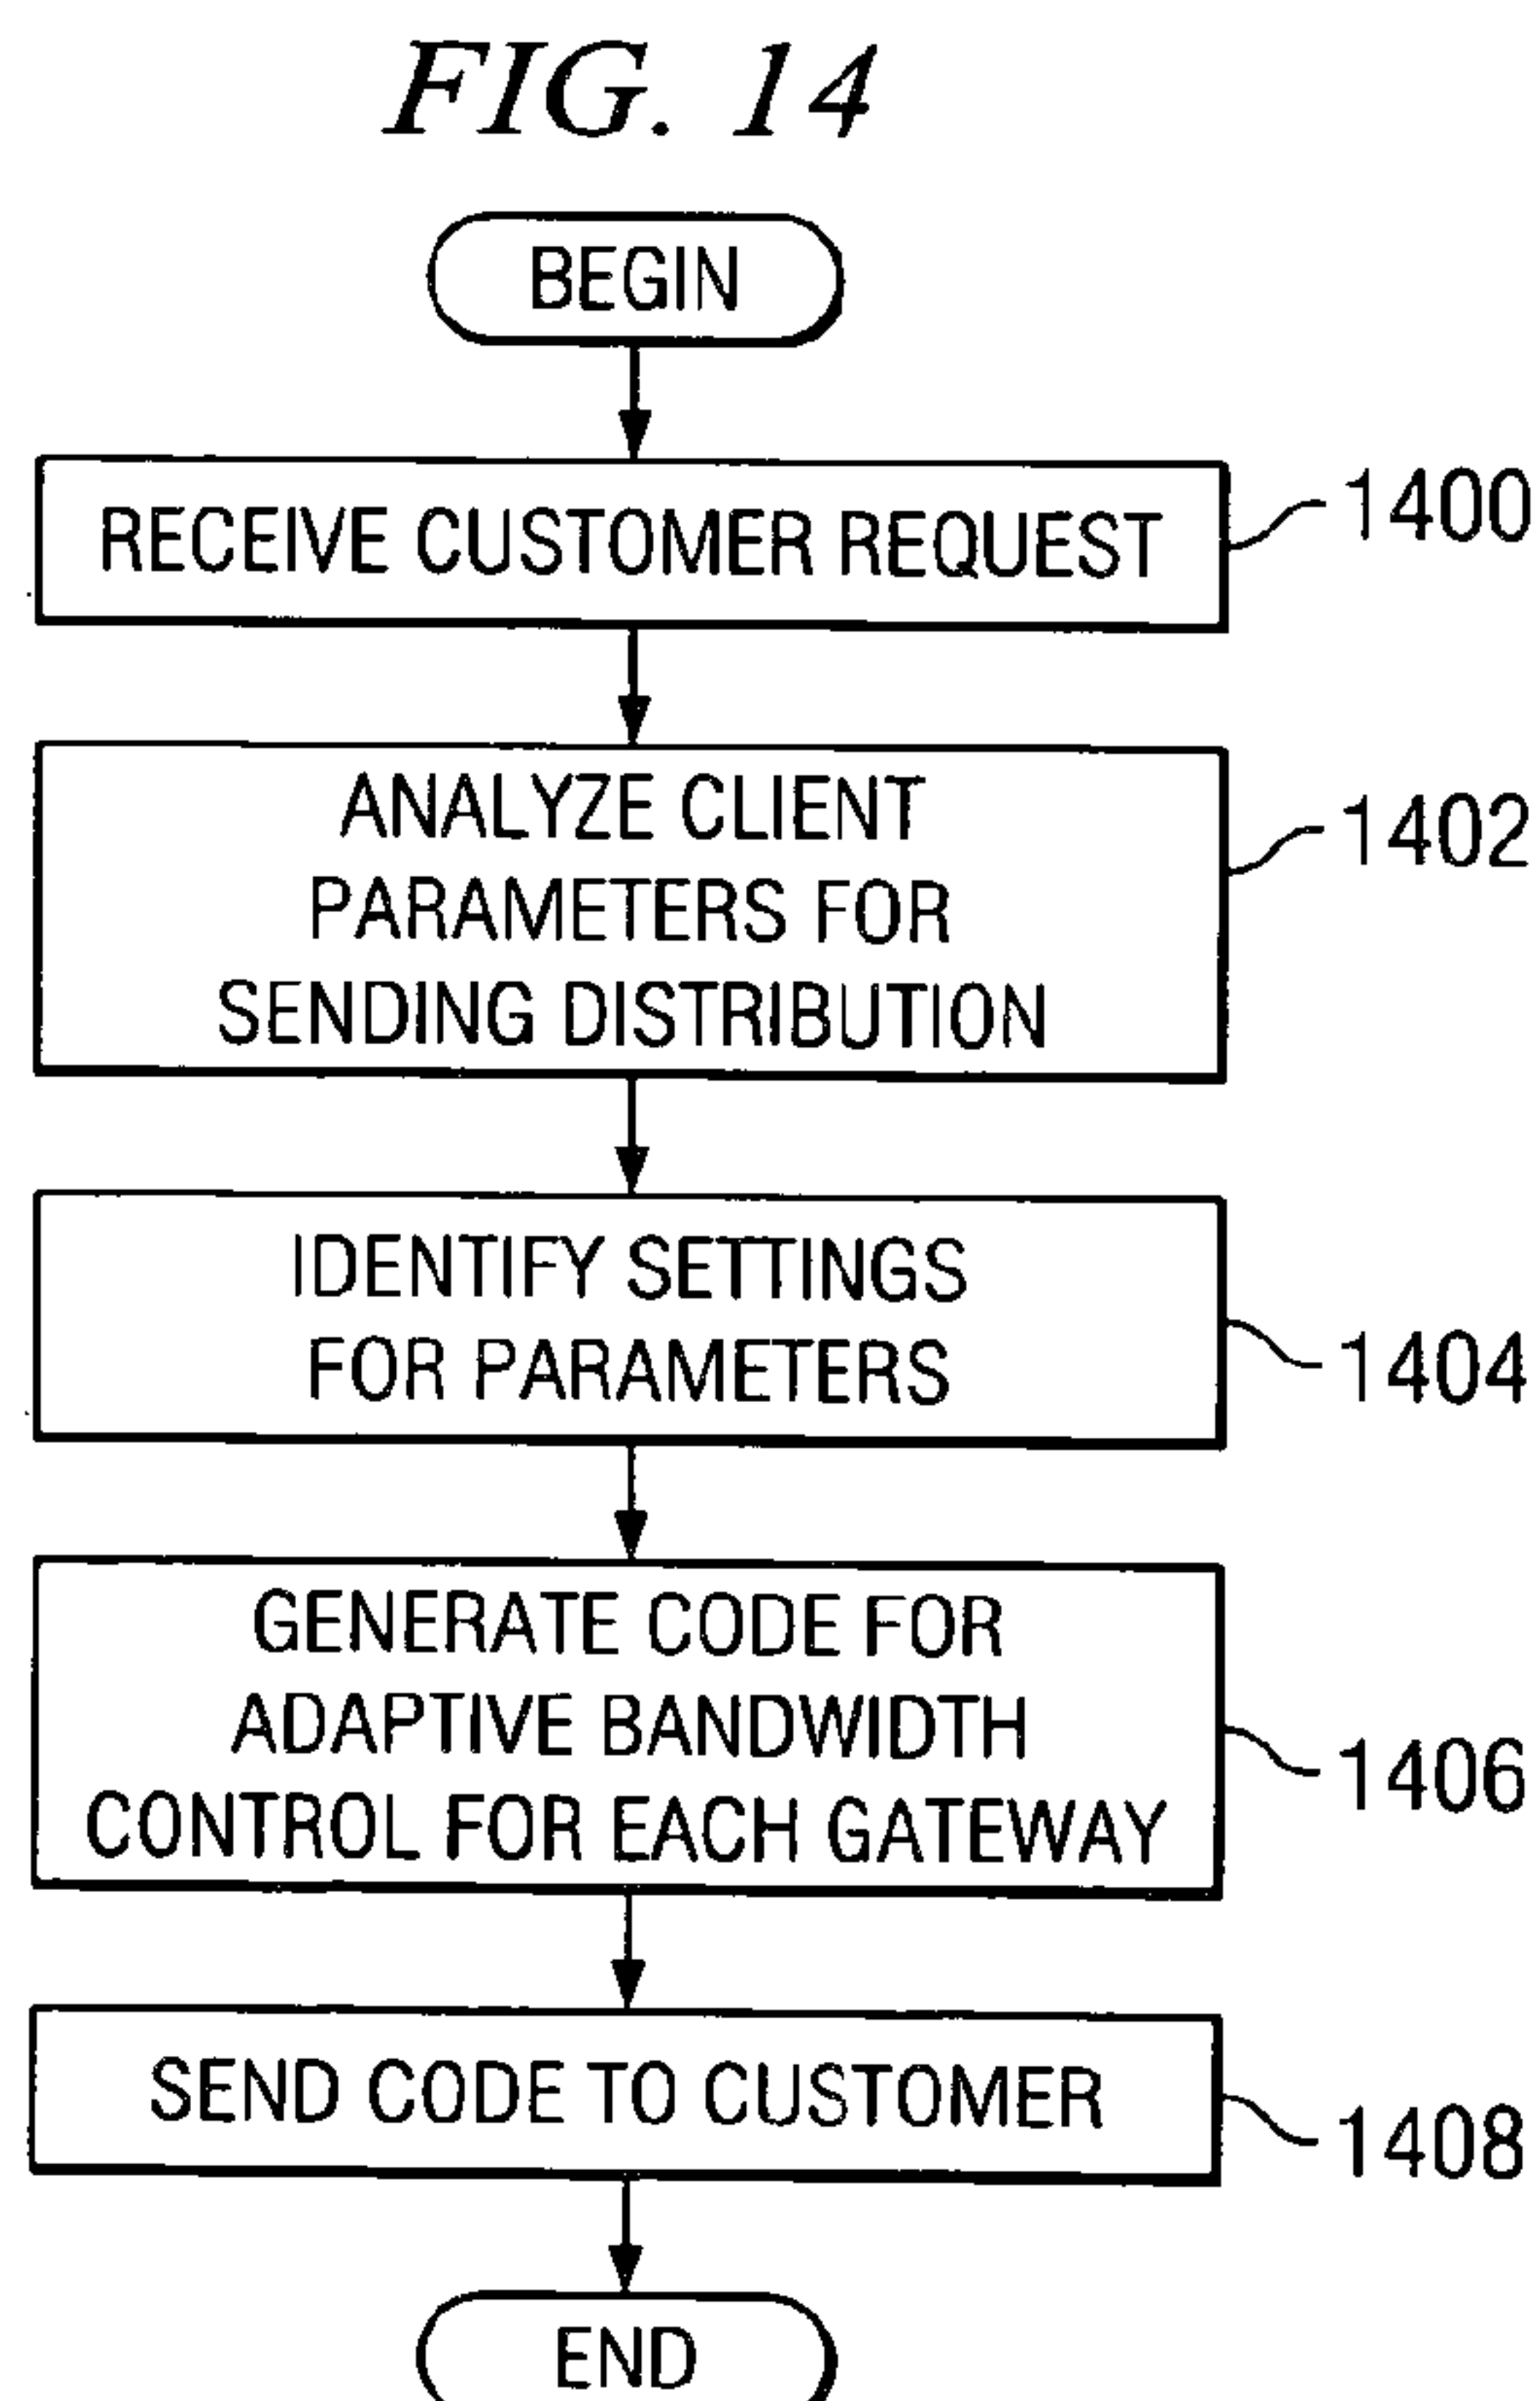 FIG. 14
BEGIN
RECEIVE CUSTOMER REQUEST
1400
ANALYZE CLIENT
PARAMETERS FOR
SENDING DISTRIBUTION
1402
IDENTIFY SETTINGS
FOR PARAMETERS
1404
GENERATE CODE FOR
ADAPTIVE BANDWIDTH
CONTROL FOR EACH GATEWAY
1406
SEND CODE TO CUSTOMER
1408
END